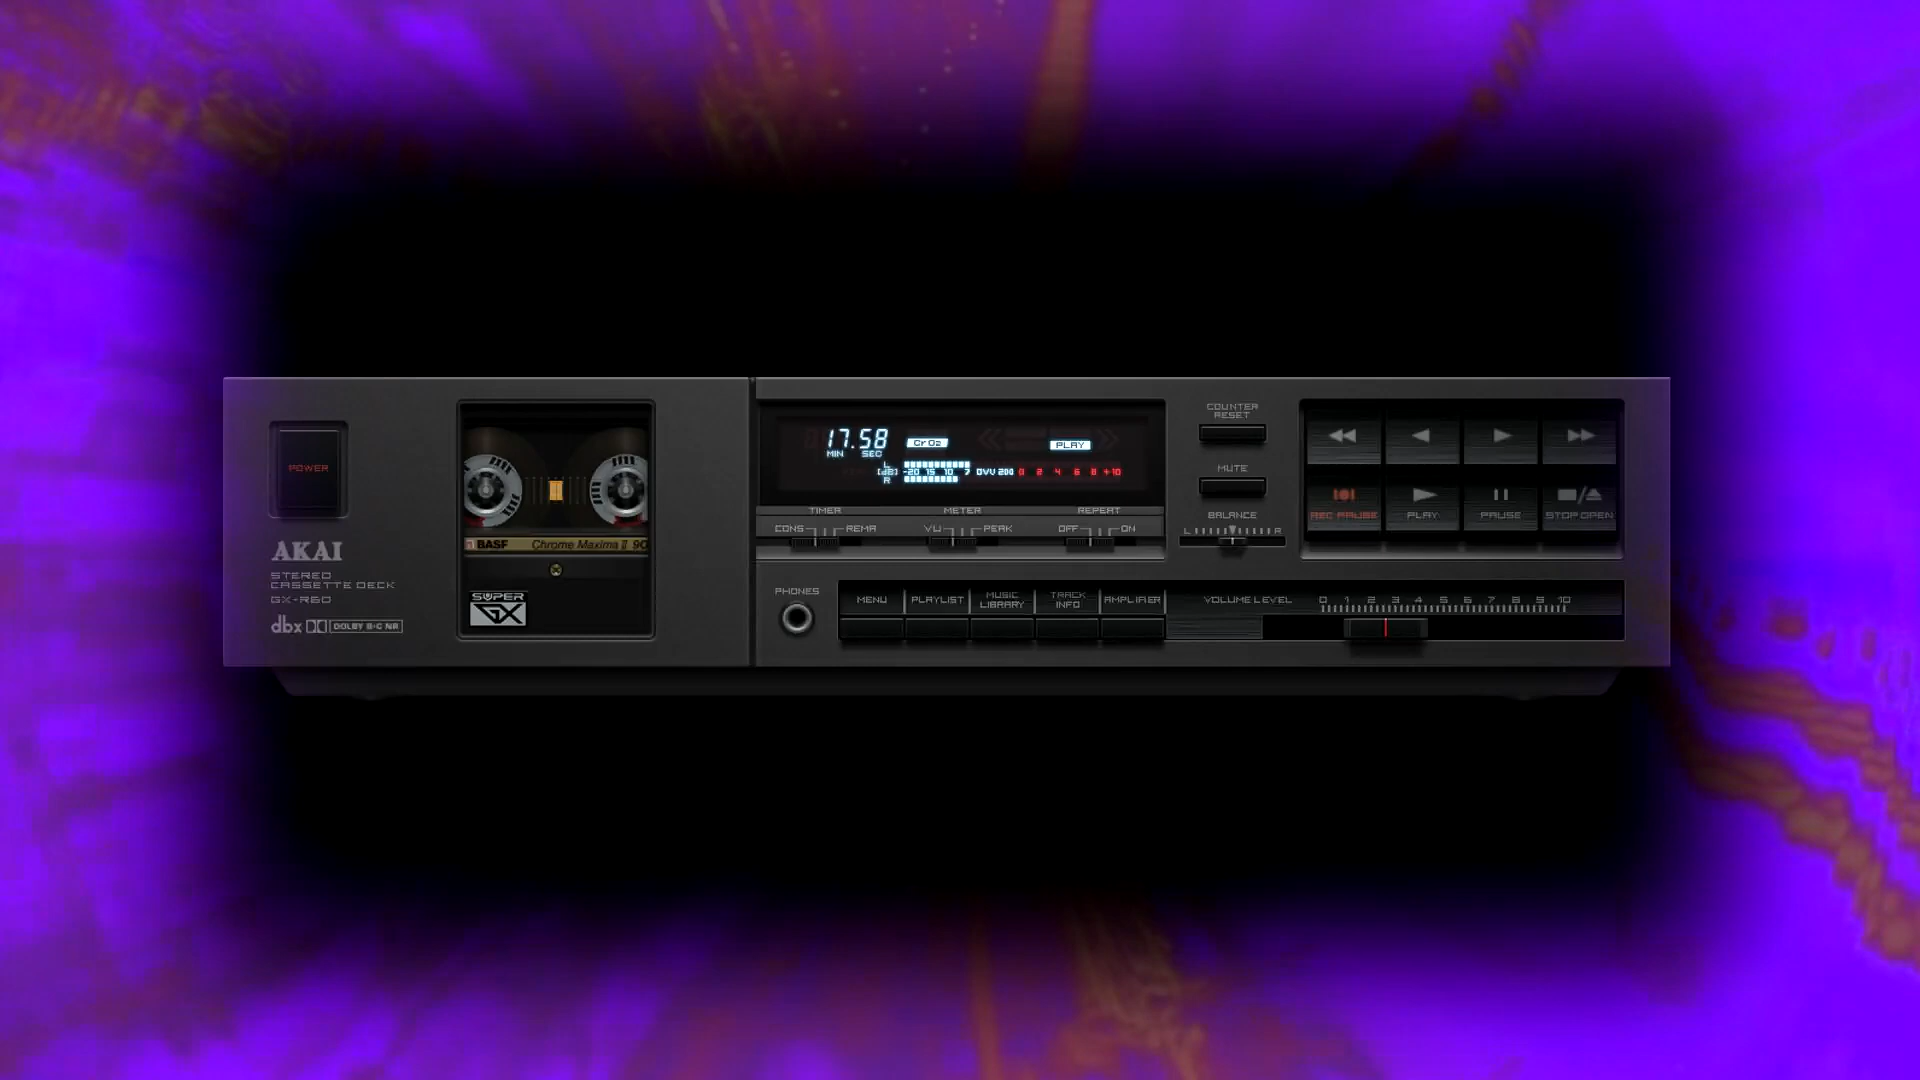 POWER
AKAI
STEREO
CASSETTE DECK
GX-R60
dbx DOLBY B-C NR
BASF Chrome Maxima II 90
SUPER
GX
17.58
MIN SEC
CrO2
PLAY
L
[dB] -20 15 10 7 0VU 200 0 2 4 6 8 +10
R
TIMER METER REPEAT
CONS REMA VU PEAK OFF ON
COUNTER
RESET
MUTE
BALANCE
L R
REC PAUSE PLAY PAUSE STOP OPEN
PHONES
MENU
PLAYLIST
MUSIC
LIBRARY
TRACK
INFO
AMPLIFIER
VOLUME LEVEL 0 1 2 3 4 5 6 7 8 9 10